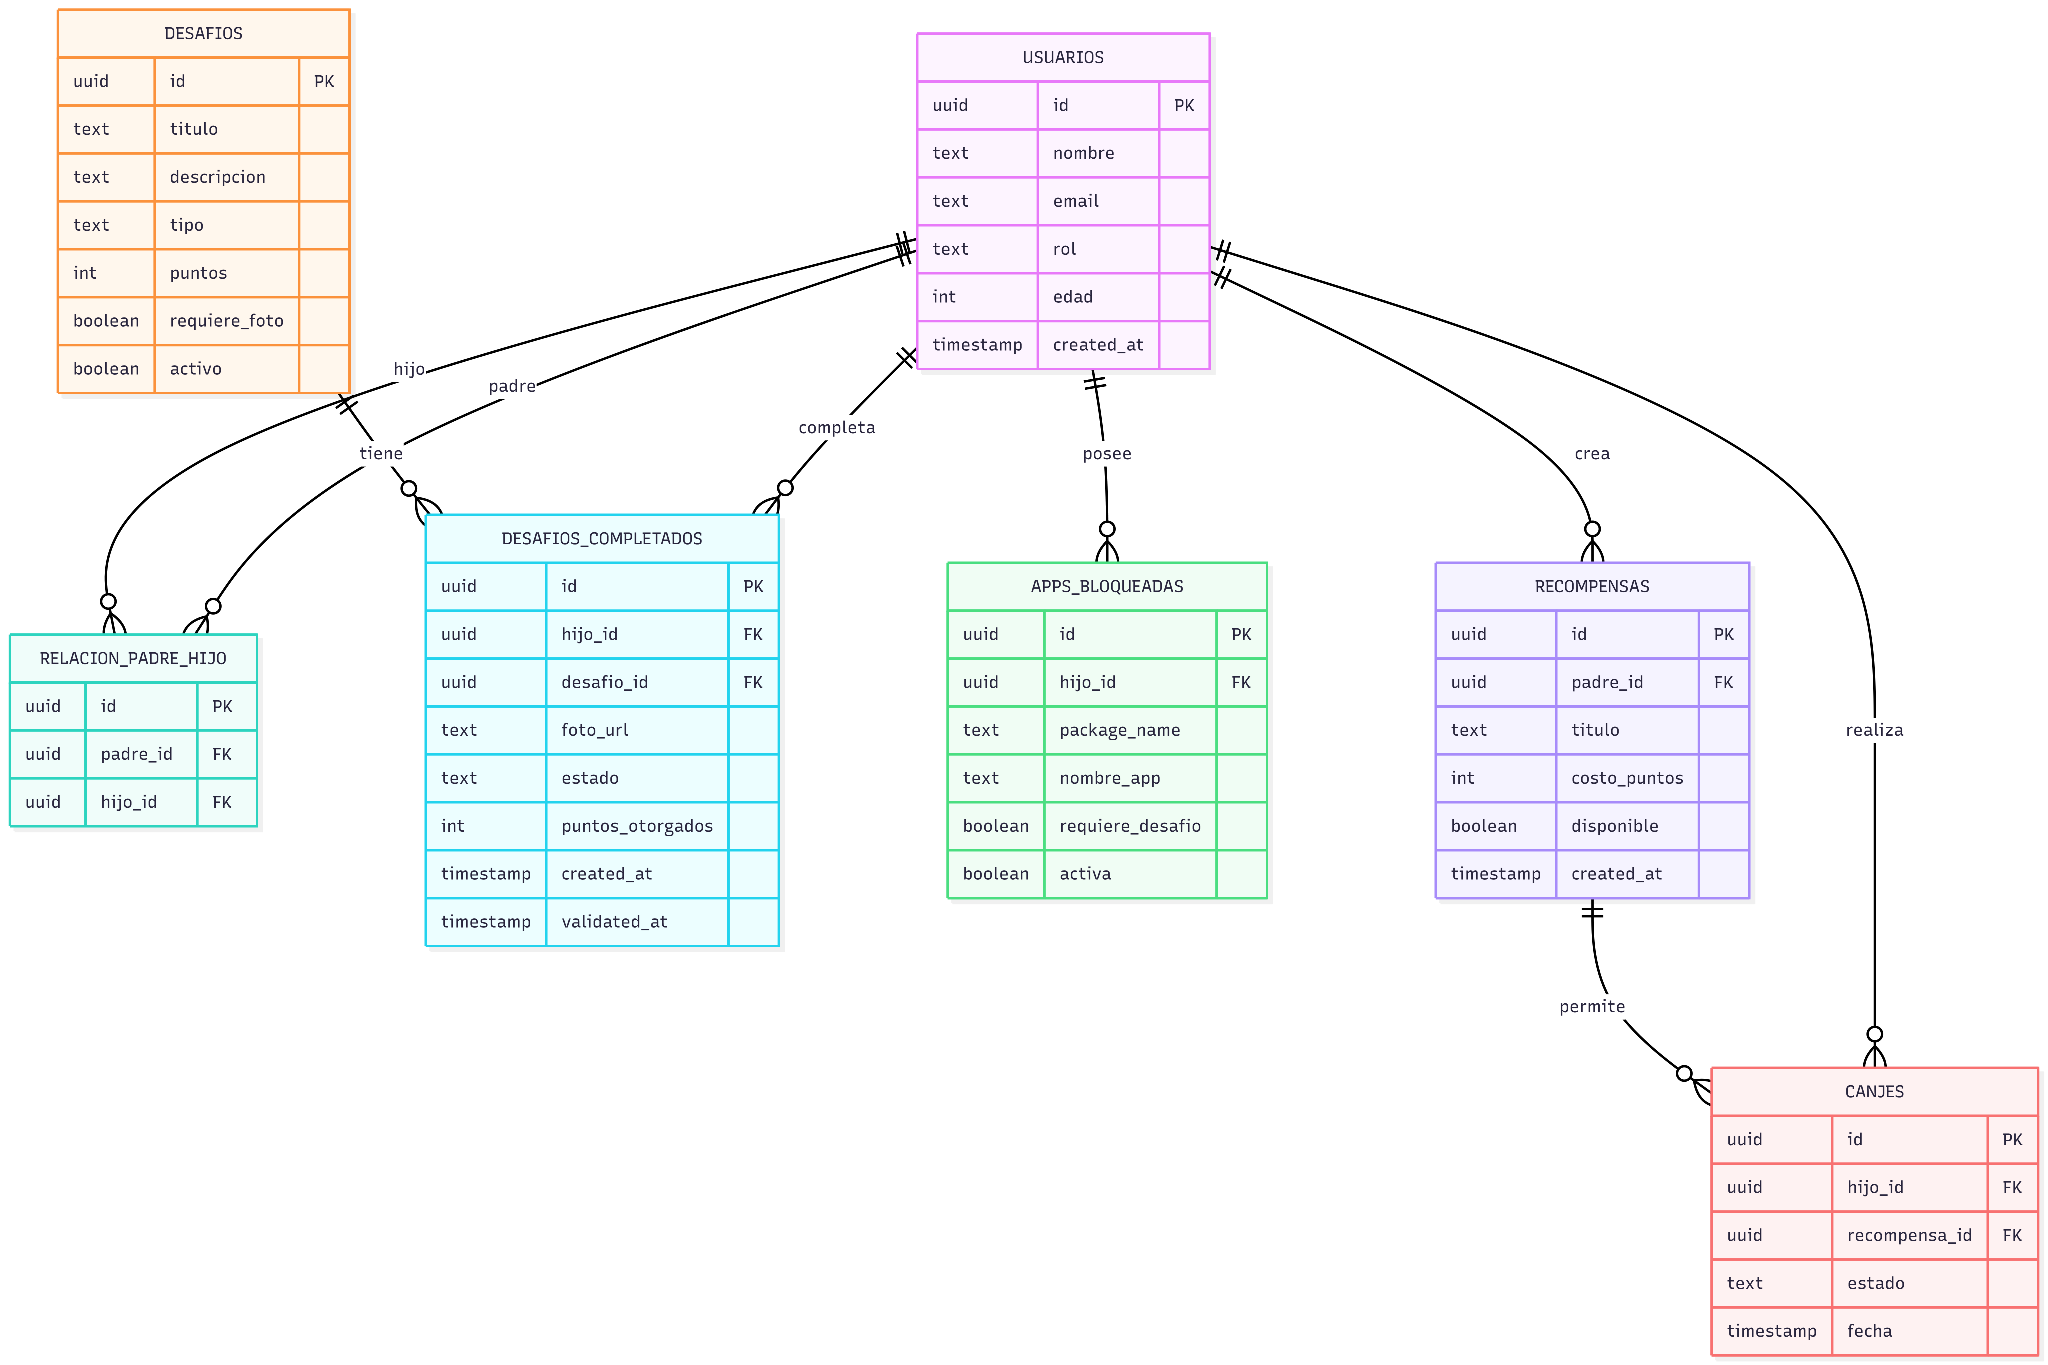 DESAFIOS
uuid id PK
text titulo
text descripcion
text tipo
int puntos
boolean requiere_foto
boolean activo
USUARIOS
uuid id PK
text nombre
text email
text rol
int edad
timestamp created_at
hijo
padre
tiene
completa
posee
crea
realiza
RELACION_PADRE_HIJO
uuid id PK
uuid padre_id FK
uuid hijo_id FK
DESAFIOS_COMPLETADOS
uuid id PK
uuid hijo_id FK
uuid desafio_id FK
text foto_url
text estado
int puntos_otorgados
timestamp created_at
timestamp validated_at
APPS_BLOQUEADAS
uuid id PK
uuid hijo_id FK
text package_name
text nombre_app
boolean requiere_desafio
boolean activa
RECOMPENSAS
uuid id PK
uuid padre_id FK
text titulo
int costo_puntos
boolean disponible
timestamp created_at
permite
CANJES
uuid id PK
uuid hijo_id FK
uuid recompensa_id FK
text estado
timestamp fecha